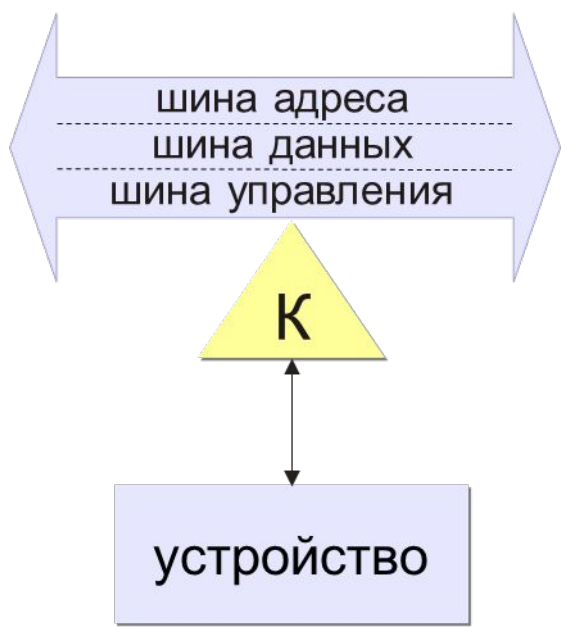 шина адреса
шина данных
шина управления
К
устройство